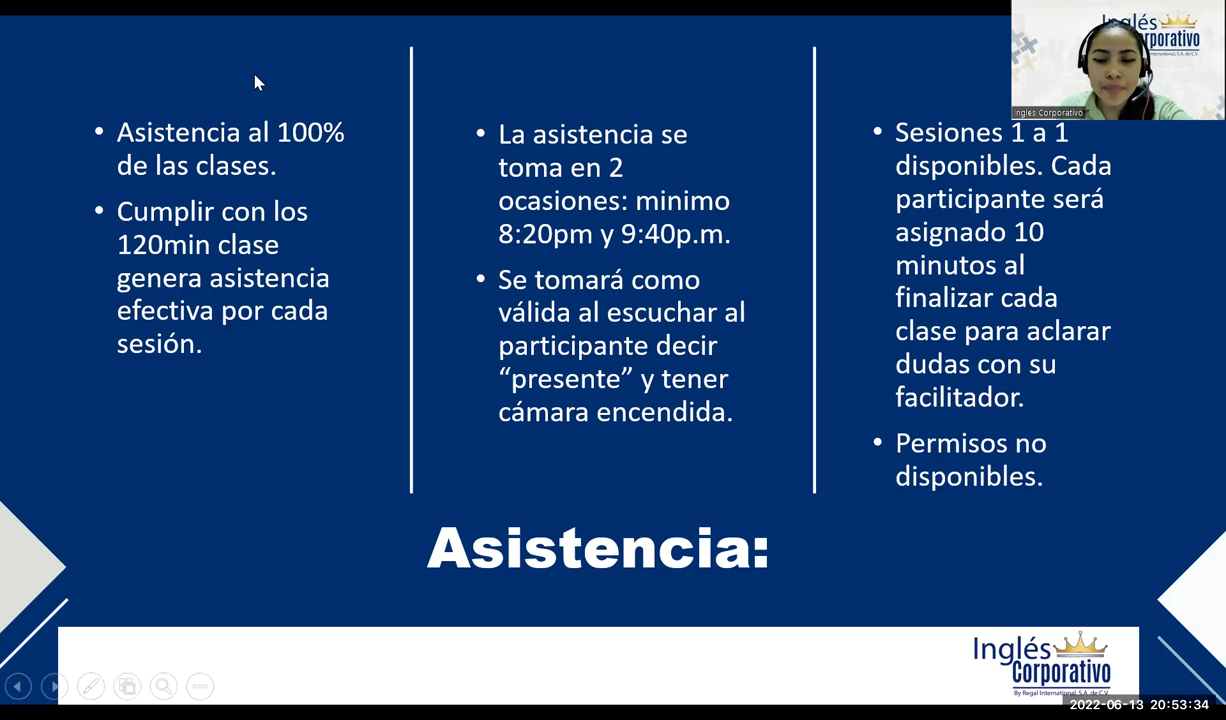 • Asistencia al 100%
de las clases.
• Cumplir con los
120min clase
genera asistencia
efectiva por cada
sesión.
• La asistencia se
toma en 2
ocasiones: minimo
8:20pm y 9:40p.m.
• Se tomará como
válida al escuchar al
participante decir
“presente” y tener
cámara encendida.
Inglés
Corporativo
• Sesiones 1 a 1
disponibles. Cada
participante será
asignado 10
minutos al
finalizar cada
clase para aclarar
dudas con su
facilitador.
• Permisos no
disponibles.
Asistencia:
Inglés
Corporativo
By Regal International, S.A. de C.V.
2022-06-13 20:53:34